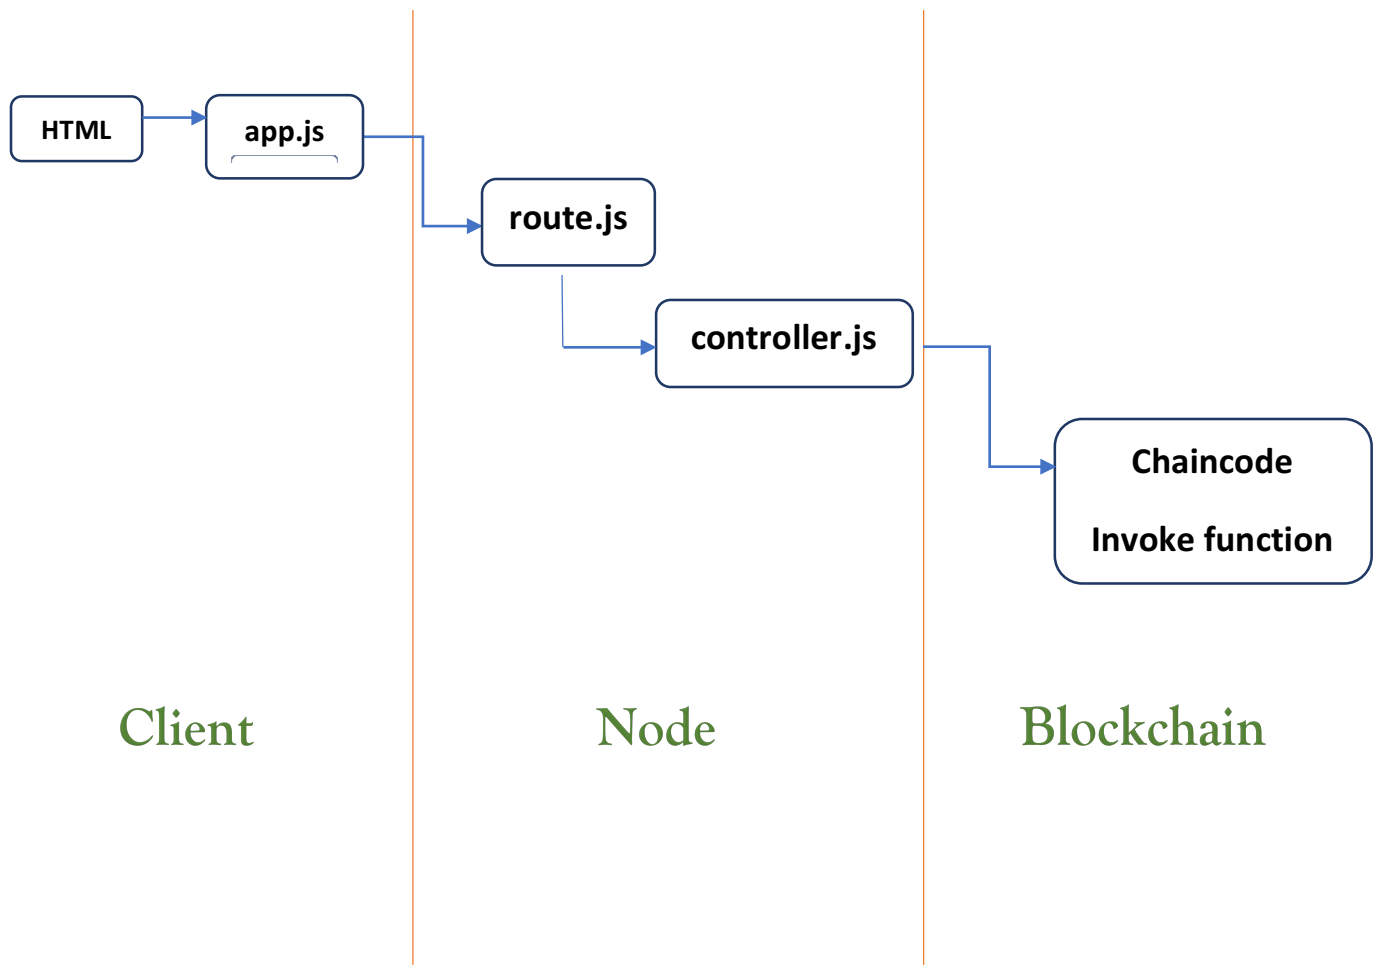 HTML
app.js
route.js
controller.js
Chaincode
Invoke function
Client
Node
Blockchain